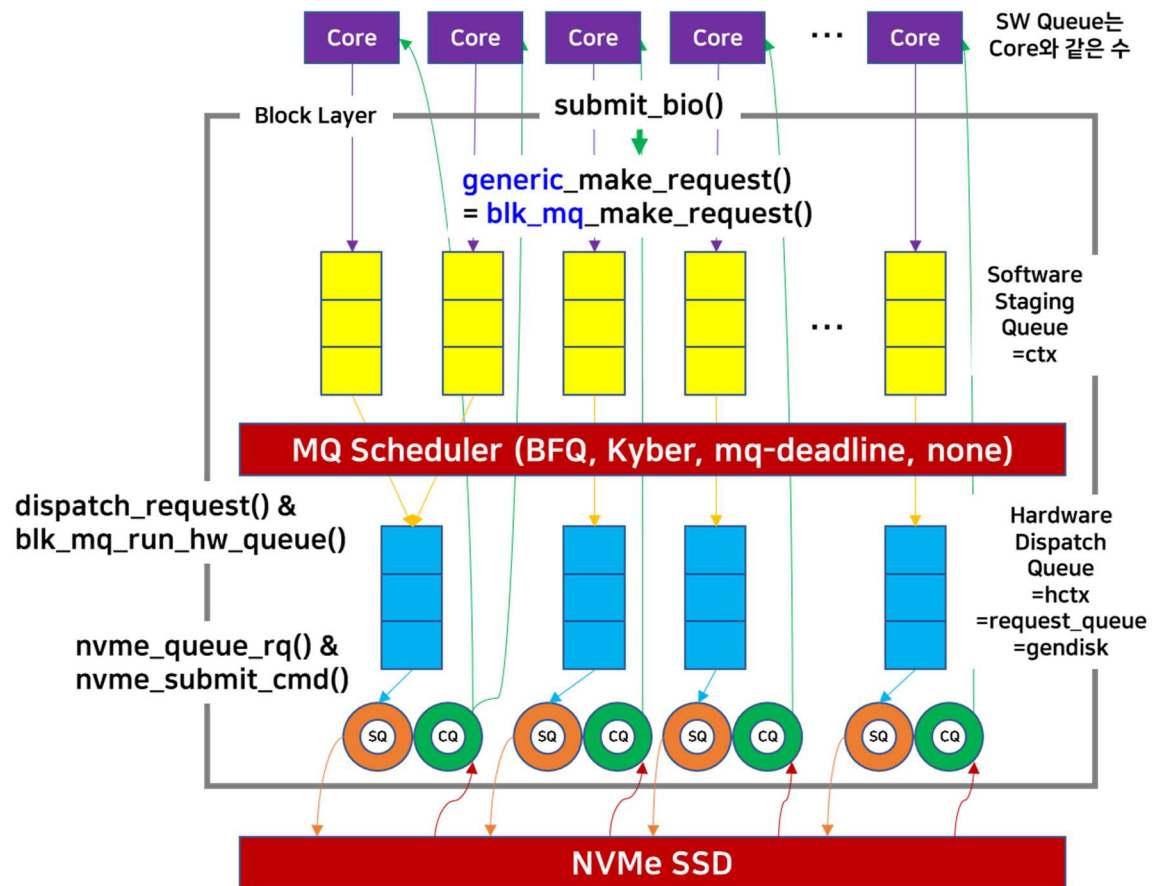 Core
Core
Core
Core
...
Core
SW Queue는
Core와 같은 수
Block Layer
submit_bio()
generic_make_request()
= blk_mq_make_request()
...
Software
Staging
Queue
=ctx
MQ Scheduler (BFQ, Kyber, mq-deadline, none)
dispatch_request() &
blk_mq_run_hw_queue()
Hardware
Dispatch
Queue
=hctx
=request_queue
=gendisk
nvme_queue_rq() &
nvme_submit_cmd()
SQ
CQ
SQ
CQ
SQ
CQ
SQ
CQ
NVMe SSD